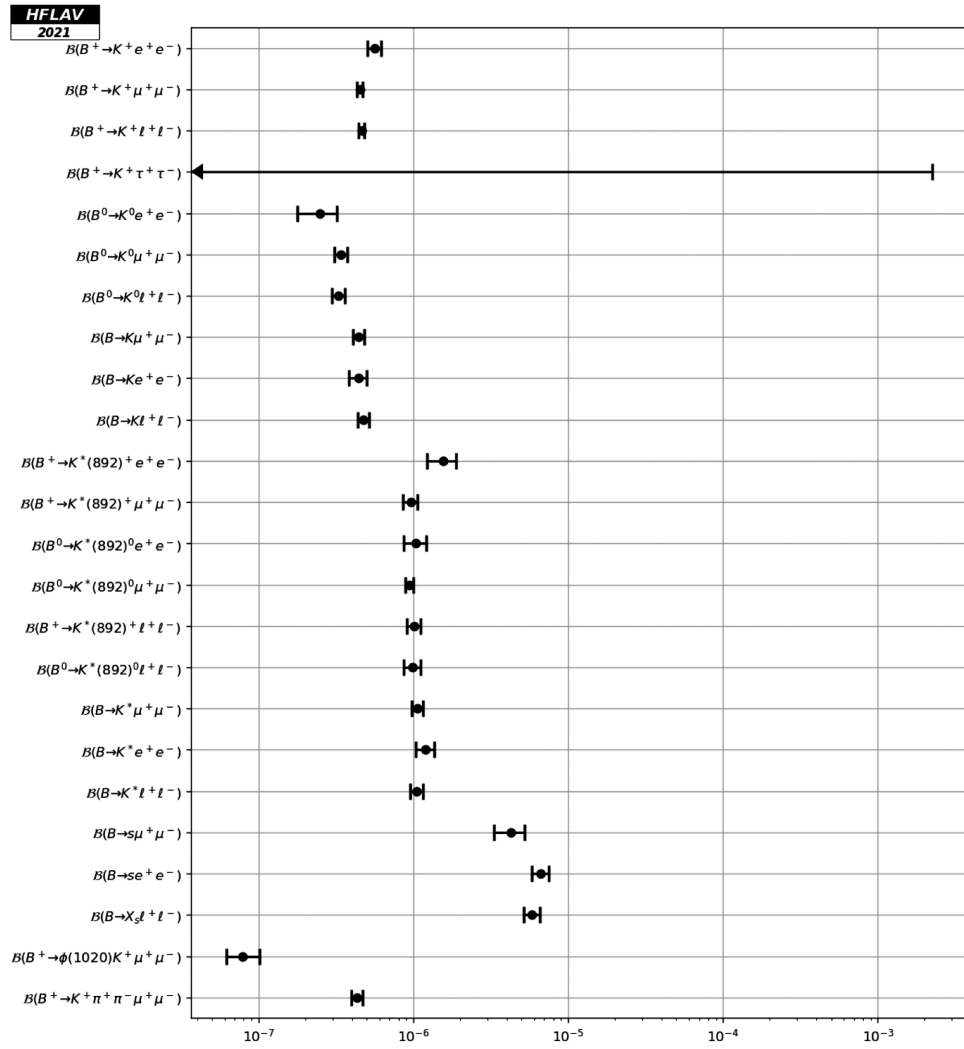 HFLAV
2021
ℬ(B⁺→K⁺e⁺e⁻)
ℬ(B⁺→K⁺μ⁺μ⁻)
ℬ(B⁺→K⁺ℓ⁺ℓ⁻)
ℬ(B⁺→K⁺τ⁺τ⁻)
ℬ(B⁰→K⁰e⁺e⁻)
ℬ(B⁰→K⁰μ⁺μ⁻)
ℬ(B⁰→K⁰ℓ⁺ℓ⁻)
ℬ(B→Kμ⁺μ⁻)
ℬ(B→Ke⁺e⁻)
ℬ(B→Kℓ⁺ℓ⁻)
ℬ(B⁺→K*(892)⁺e⁺e⁻)
ℬ(B⁺→K*(892)⁺μ⁺μ⁻)
ℬ(B⁰→K*(892)⁰e⁺e⁻)
ℬ(B⁰→K*(892)⁰μ⁺μ⁻)
ℬ(B⁺→K*(892)⁺ℓ⁺ℓ⁻)
ℬ(B⁰→K*(892)⁰ℓ⁺ℓ⁻)
ℬ(B→K*μ⁺μ⁻)
ℬ(B→K*e⁺e⁻)
ℬ(B→K*ℓ⁺ℓ⁻)
ℬ(B→sμ⁺μ⁻)
ℬ(B→se⁺e⁻)
ℬ(B→Xₛℓ⁺ℓ⁻)
ℬ(B⁺→ϕ(1020)K⁺μ⁺μ⁻)
ℬ(B⁺→K⁺π⁺π⁻μ⁺μ⁻)
10⁻⁷ 10⁻⁶ 10⁻⁵ 10⁻⁴ 10⁻³